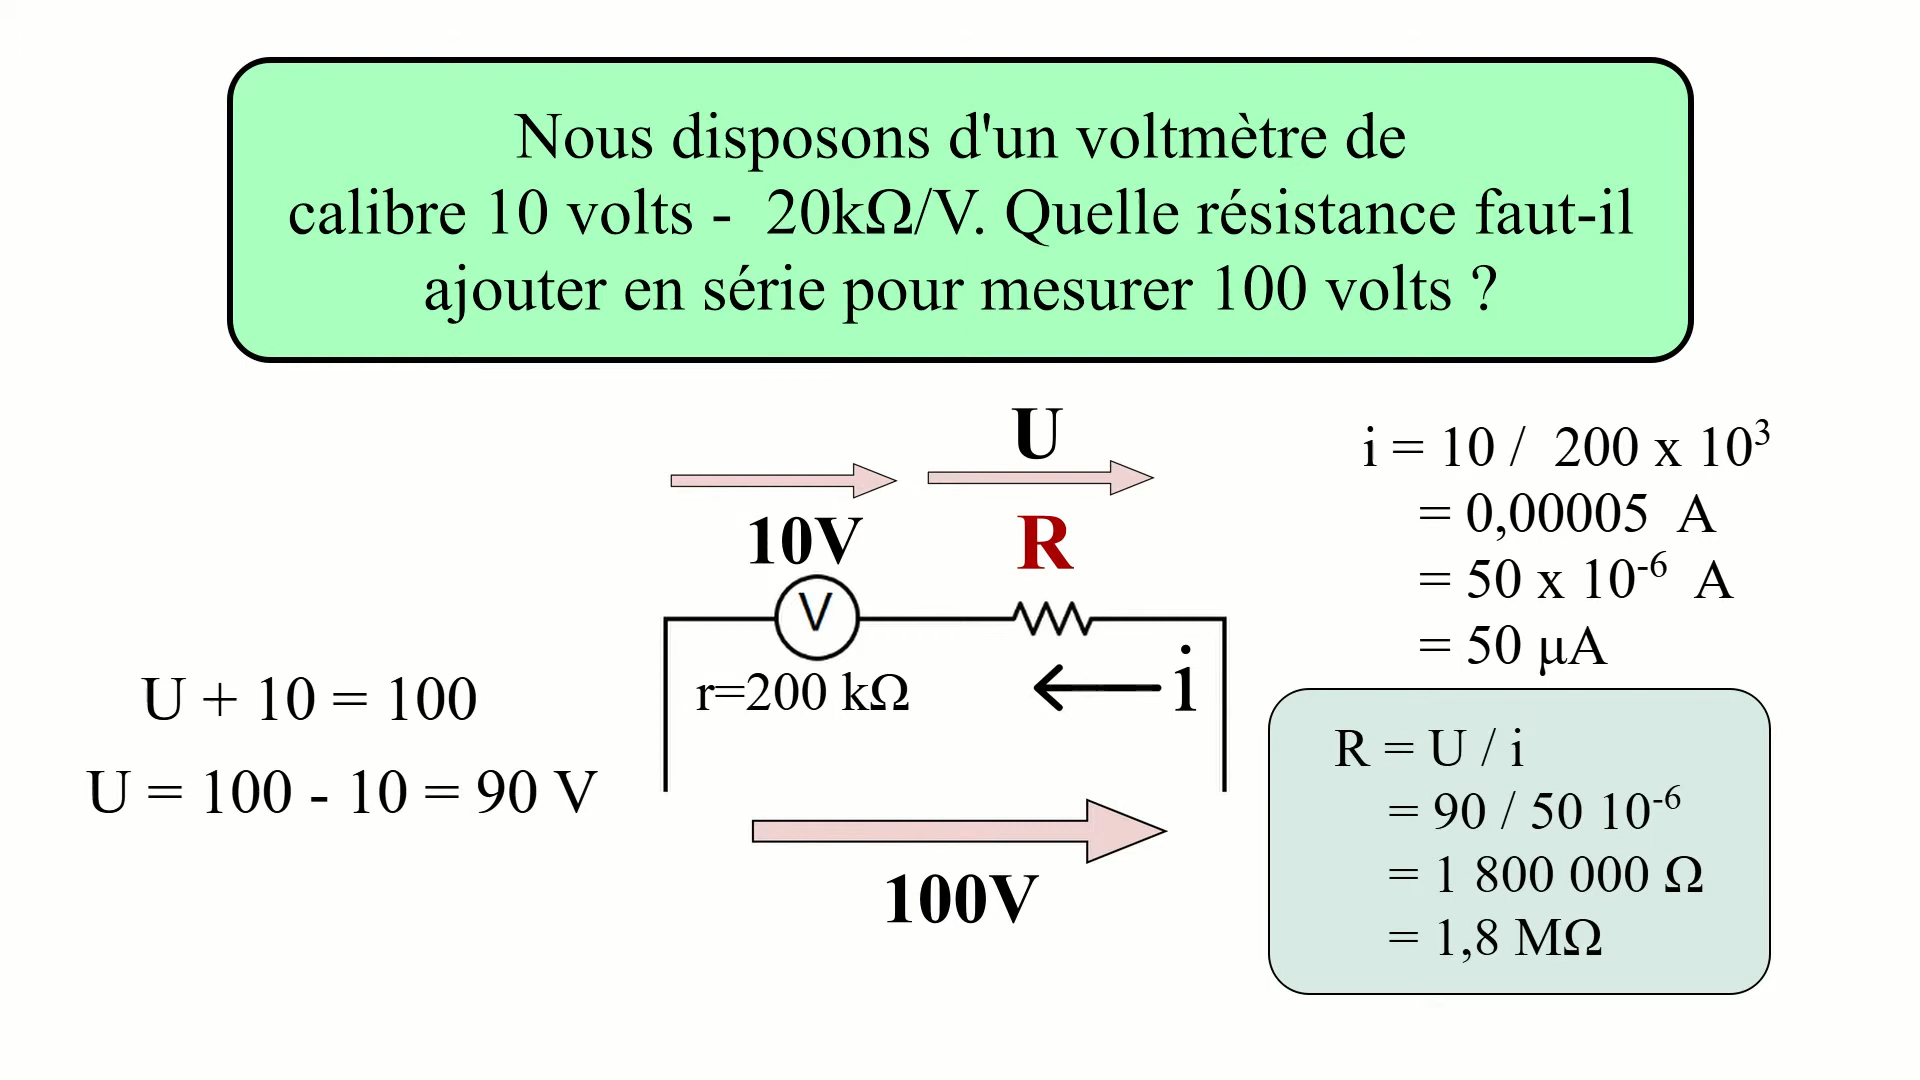 Nous disposons d'un voltmètre de
calibre 10 volts -  20kΩ/V. Quelle résistance faut-il
ajouter en série pour mesurer 100 volts ?
U
10V
R
V
r=200 kΩ
i
100V
U + 10 = 100
U = 100 - 10 = 90 V
i = 10 /  200 x 10³
= 0,00005  A
= 50 x 10⁻⁶  A
= 50 µA
R = U / i
= 90 / 50 10⁻⁶
= 1 800 000 Ω
= 1,8 MΩ